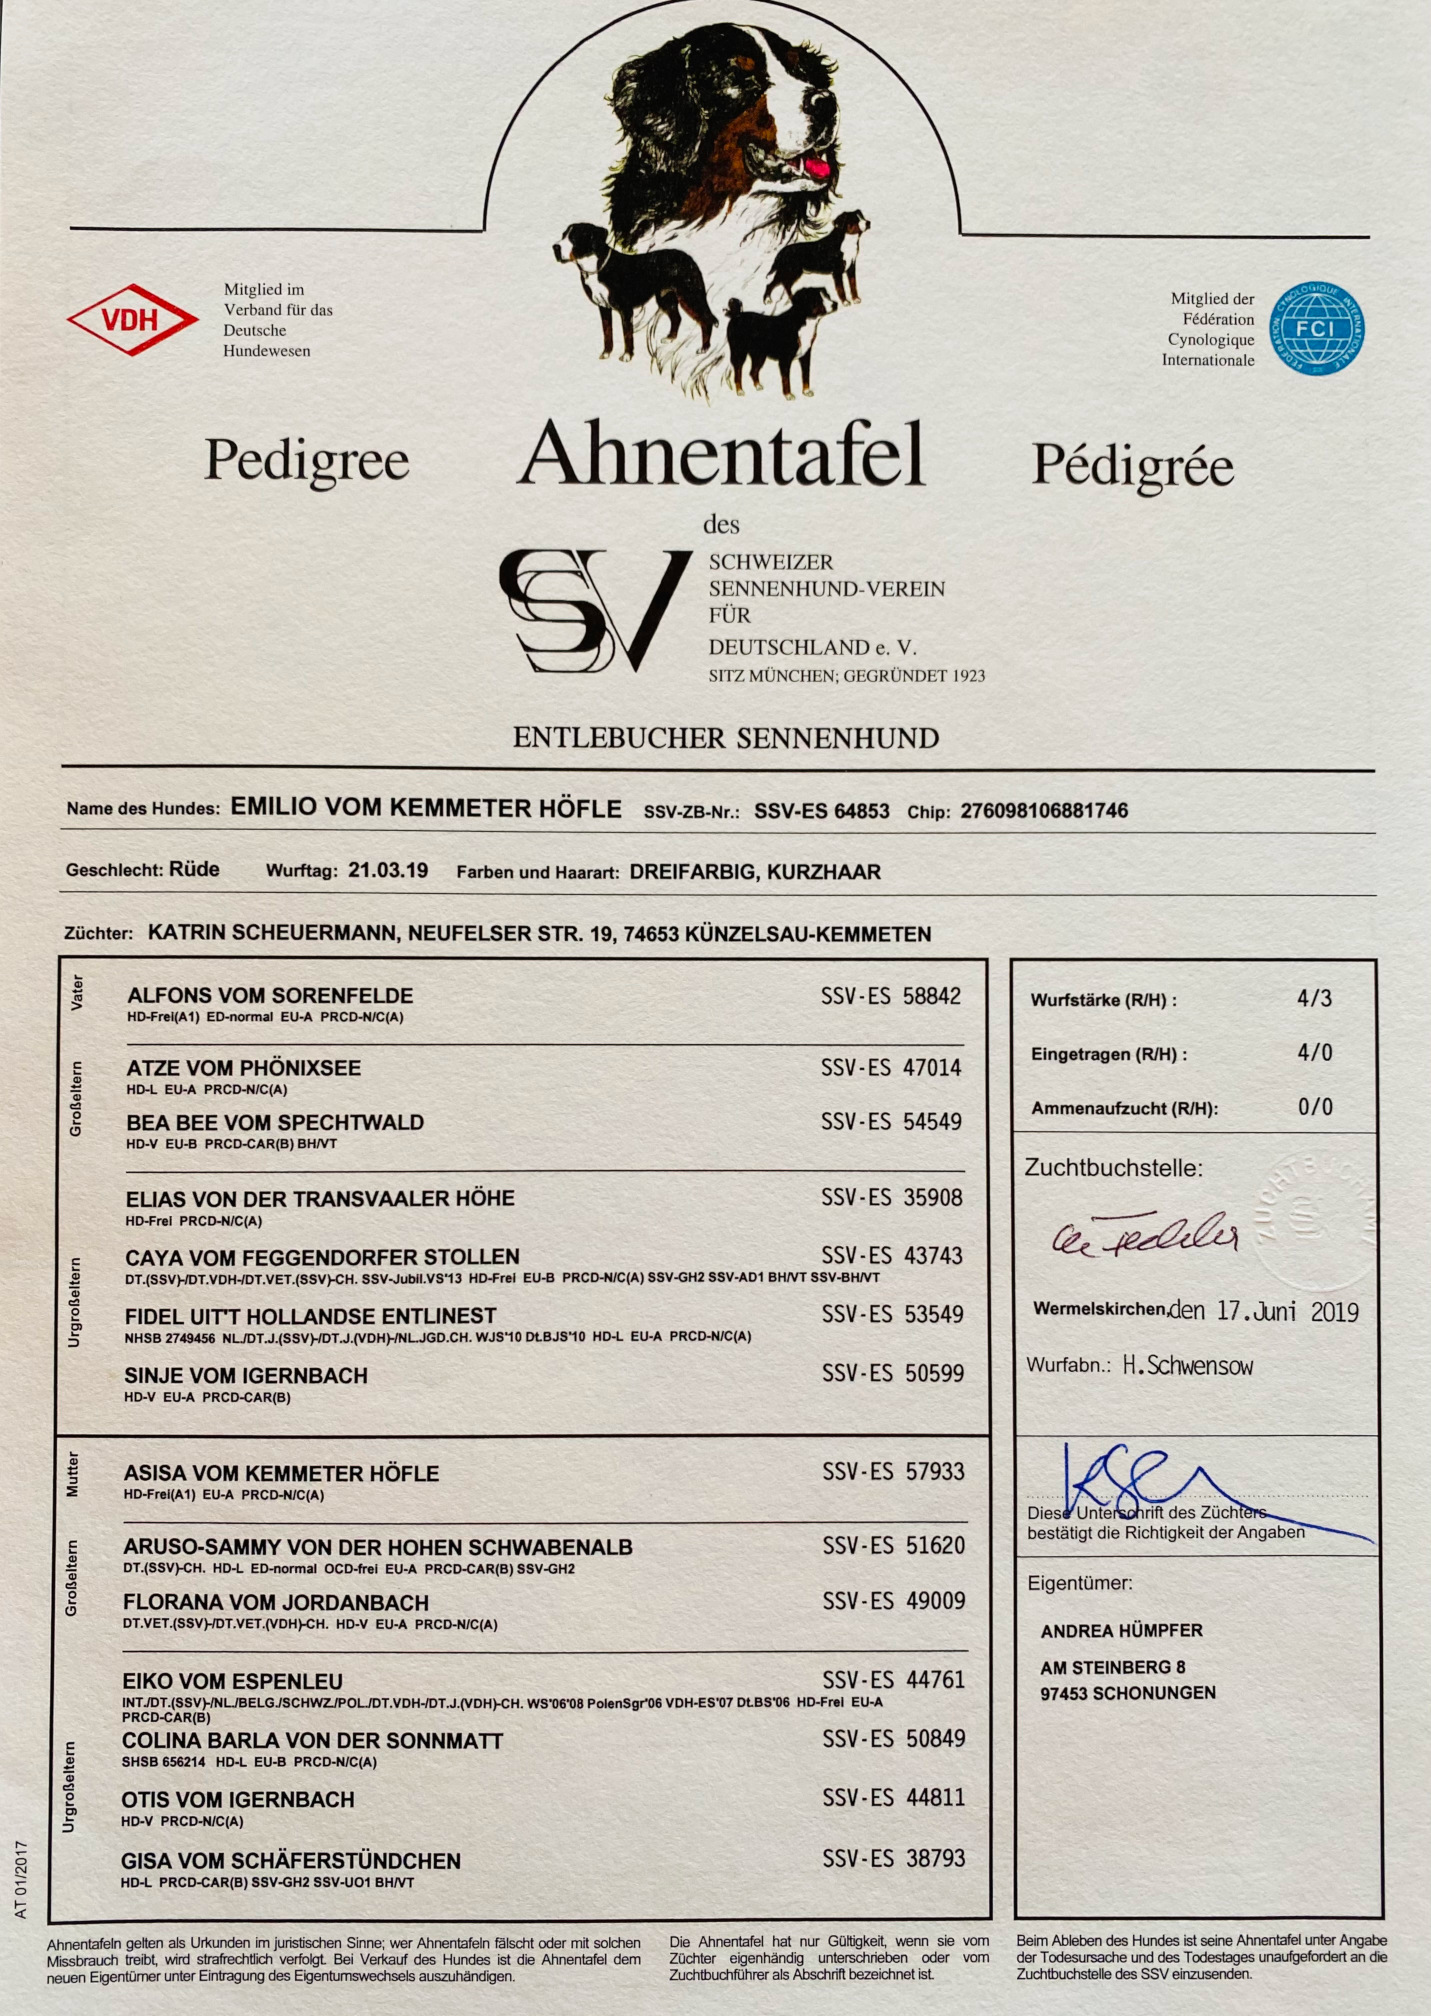 VDH
Mitglied im
Verband für das
Deutsche
Hundewesen
Mitglied der
Fédération
Cynologique
Internationale
FEDERATION CYNOLOGIQUE INTERNATIONALE
FCI
Pedigree
Ahnentafel
Pédigrée
des
SSV
SCHWEIZER
SENNENHUND-VEREIN
FÜR
DEUTSCHLAND e. V.
SITZ MÜNCHEN; GEGRÜNDET 1923
ENTLEBUCHER SENNENHUND
Name des Hundes: EMILIO VOM KEMMETER HÖFLE SSV-ZB-Nr.: SSV-ES 64853 Chip: 276098106881746
Geschlecht: Rüde Wurftag: 21.03.19 Farben und Haarart: DREIFARBIG, KURZHAAR
Züchter: KATRIN SCHEUERMANN, NEUFELSER STR. 19, 74653 KÜNZELSAU-KEMMETEN
Vater
ALFONS VOM SORENFELDE SSV-ES 58842
HD-Frei(A1) ED-normal EU-A PRCD-N/C(A)
Großeltern
ATZE VOM PHÖNIXSEE SSV-ES 47014
HD-L EU-A PRCD-N/C(A)
BEA BEE VOM SPECHTWALD SSV-ES 54549
HD-V EU-B PRCD-CAR(B) BH/VT
Urgroßeltern
ELIAS VON DER TRANSVAALER HÖHE SSV-ES 35908
HD-Frei PRCD-N/C(A)
CAYA VOM FEGGENDORFER STOLLEN SSV-ES 43743
DT.(SSV)-/DT.VDH-/DT.VET.(SSV)-CH. SSV-Jubil.VS'13 HD-Frei EU-B PRCD-N/C(A) SSV-GH2 SSV-AD1 BH/VT SSV-BH/VT
FIDEL UIT'T HOLLANDSE ENTLINEST SSV-ES 53549
NHSB 2749456 NL./DT.J.(SSV)-/DT.J.(VDH)-/NL.JGD.CH. WJS'10 Dt.BJS'10 HD-L EU-A PRCD-N/C(A)
SINJE VOM IGERNBACH SSV-ES 50599
HD-V EU-A PRCD-CAR(B)
Mutter
ASISA VOM KEMMETER HÖFLE SSV-ES 57933
HD-Frei(A1) EU-A PRCD-N/C(A)
Großeltern
ARUSO-SAMMY VON DER HOHEN SCHWABENALB SSV-ES 51620
DT.(SSV)-CH. HD-L ED-normal OCD-frei EU-A PRCD-CAR(B) SSV-GH2
FLORANA VOM JORDANBACH SSV-ES 49009
DT.VET.(SSV)-/DT.VET.(VDH)-CH. HD-V EU-A PRCD-N/C(A)
Urgroßeltern
EIKO VOM ESPENLEU SSV-ES 44761
INT./DT.(SSV)-/NL./BELG./SCHWZ./POL./DT.VDH-/DT.J.(VDH)-CH. WS'06'08 PolenSgr'06 VDH-ES'07 Dt.BS'06 HD-Frei EU-A
PRCD-CAR(B)
COLINA BARLA VON DER SONNMATT SSV-ES 50849
SHSB 656214 HD-L EU-B PRCD-N/C(A)
OTIS VOM IGERNBACH SSV-ES 44811
HD-V PRCD-N/C(A)
GISA VOM SCHÄFERSTÜNDCHEN SSV-ES 38793
HD-L PRCD-CAR(B) SSV-GH2 SSV-UO1 BH/VT
Wurfstärke (R/H) : 4/3
Eingetragen (R/H) : 4/0
Ammenaufzucht (R/H): 0/0
Zuchtbuchstelle:
Wermelskirchen,den 17.Juni 2019
Wurfabn.: H.Schwensow
Diese Unterschrift des Züchters
bestätigt die Richtigkeit der Angaben
Eigentümer:
ANDREA HÜMPFER
AM STEINBERG 8
97453 SCHONUNGEN
AT 01/2017
Ahnentafeln gelten als Urkunden im juristischen Sinne; wer Ahnentafeln fälscht oder mit solchen
Missbrauch treibt, wird strafrechtlich verfolgt. Bei Verkauf des Hundes ist die Ahnentafel dem
neuen Eigentümer unter Eintragung des Eigentumswechsels auszuhändigen.
Die Ahnentafel hat nur Gültigkeit, wenn sie vom
Züchter eigenhändig unterschrieben oder vom
Zuchtbuchführer als Abschrift bezeichnet ist.
Beim Ableben des Hundes ist seine Ahnentafel unter Angabe
der Todesursache und des Todestages unaufgefordert an die
Zuchtbuchstelle des SSV einzusenden.